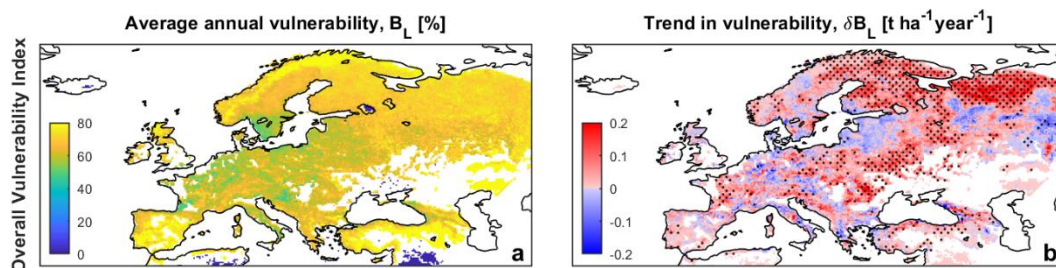 Average annual vulnerability, B_L [%]
Trend in vulnerability, δB_L [t ha⁻¹year⁻¹]
Overall Vulnerability Index
80
60
40
20
0
a
0.2
0.1
0
-0.1
-0.2
b